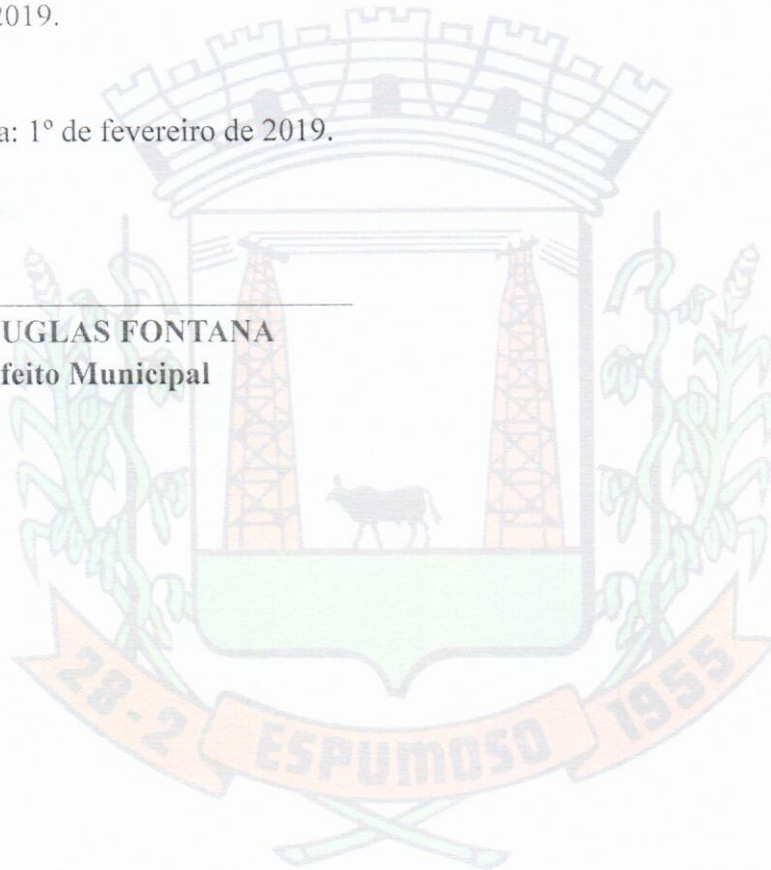 2019.
a: 1º de fevereiro de 2019.
UGLAS FONTANA
feito Municipal
28-2 ESPUMOSO 1955